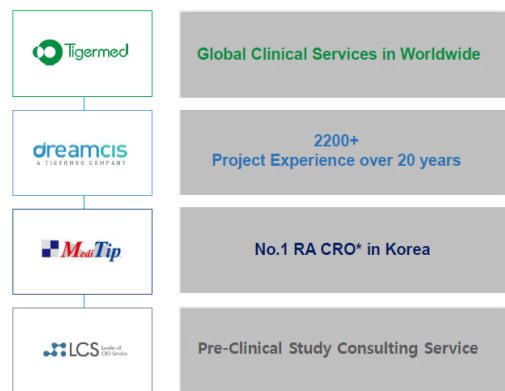 Tigermed
Global Clinical Services in Worldwide
dreamcis
A TIGERMED COMPANY
2200+
Project Experience over 20 years
MediTip
No.1 RA CRO* in Korea
LCS
Leader of
CRO Service
Pre-Clinical Study Consulting Service